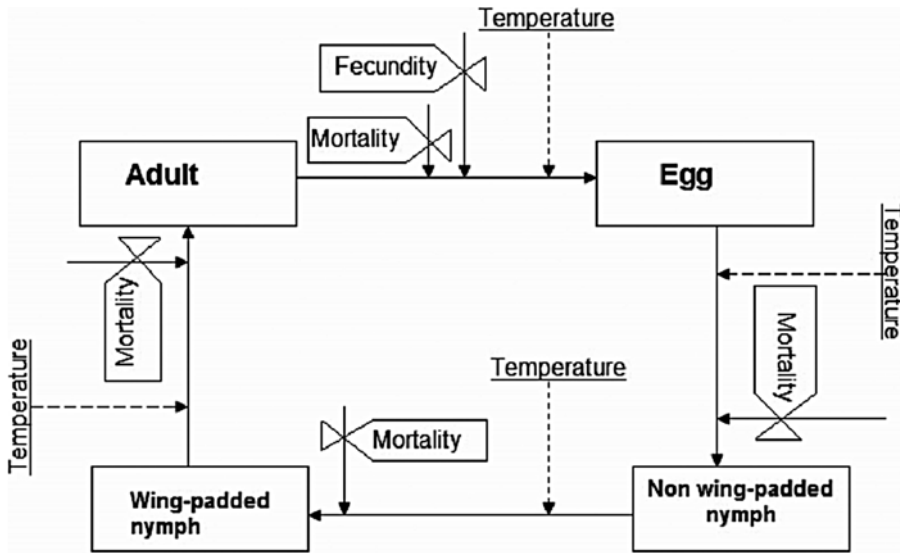 Temperature
Fecundity
Mortality
Adult
Egg
Temperature
Mortality
Mortality
Temperature
Temperature
Mortality
Wing-padded
nymph
Non wing-padded
nymph